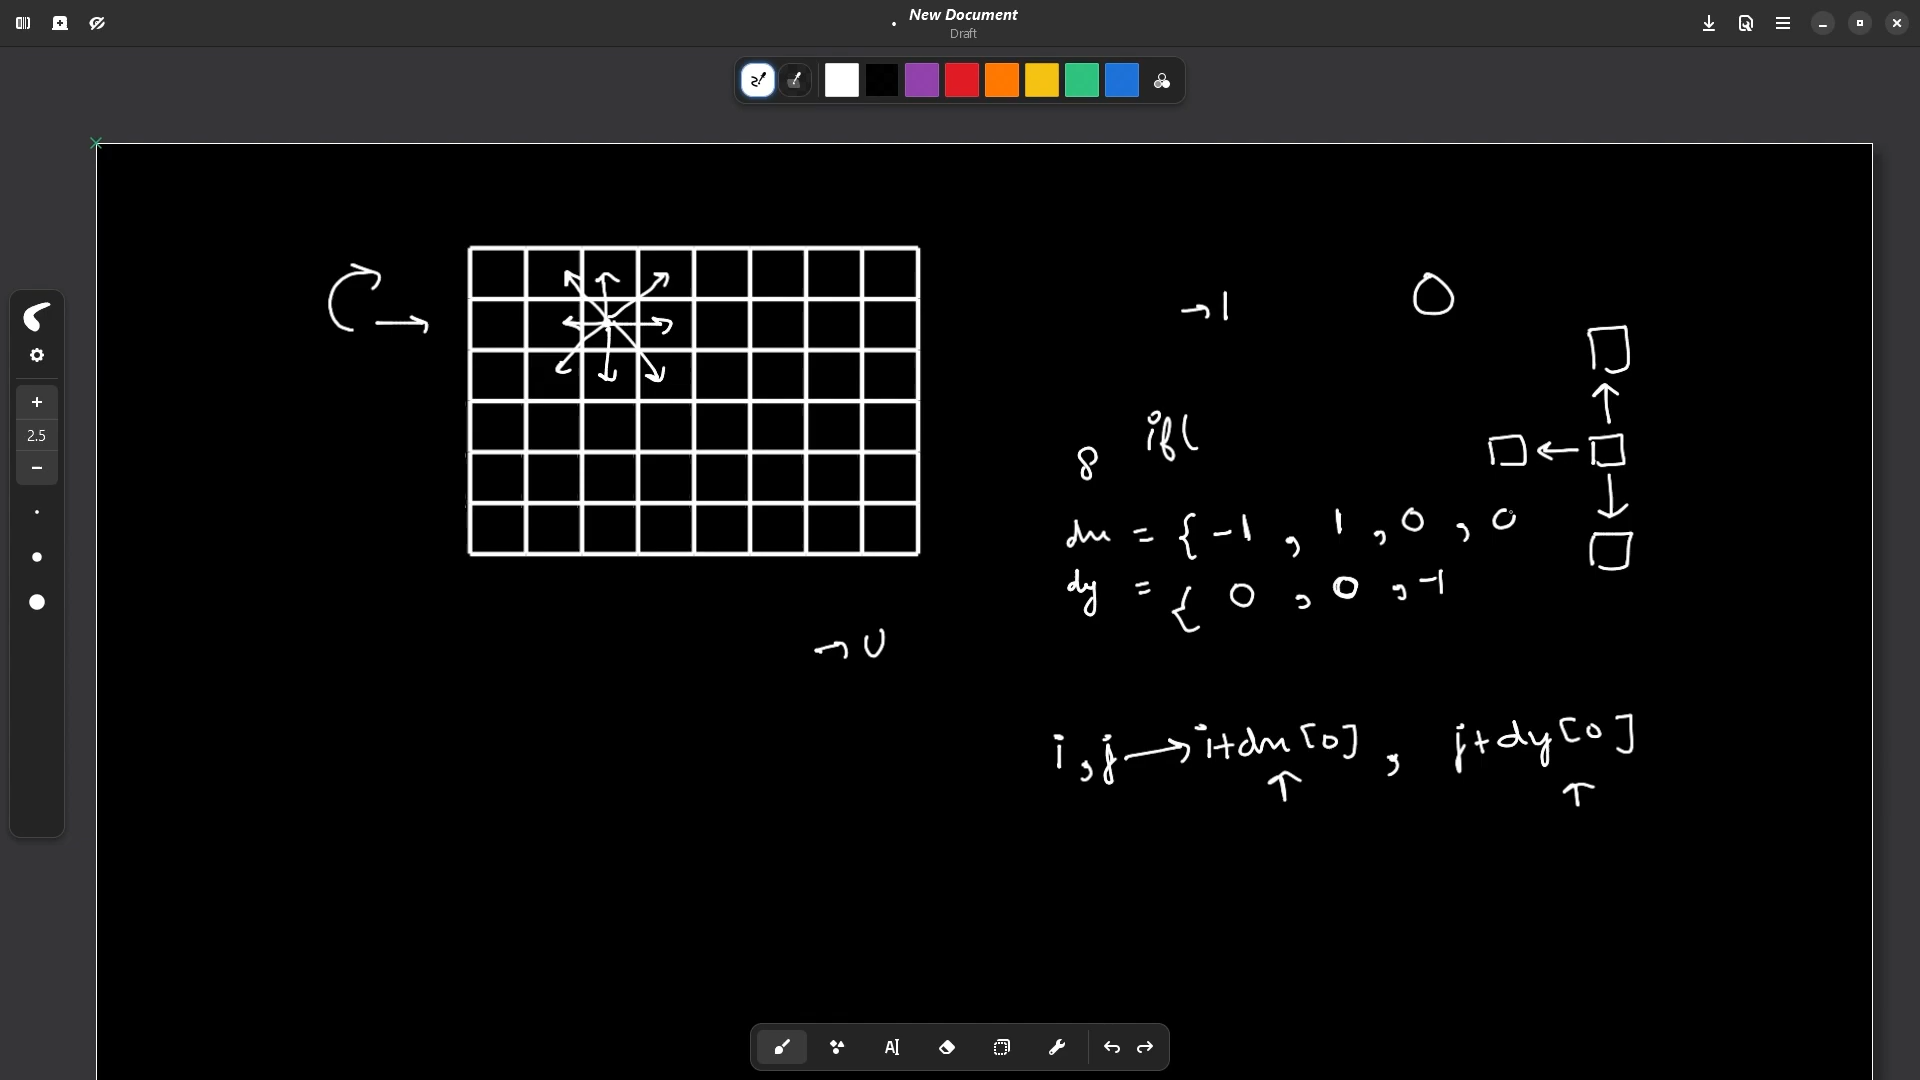 New Document
Draft
2.5
→ 1
O
8 if(
dx = { -1 , 1 , 0 , 0
dy = { 0 , 0 , -1
→ 0
i , j → i+dx[0] , j+dy[0]
↑ ↑